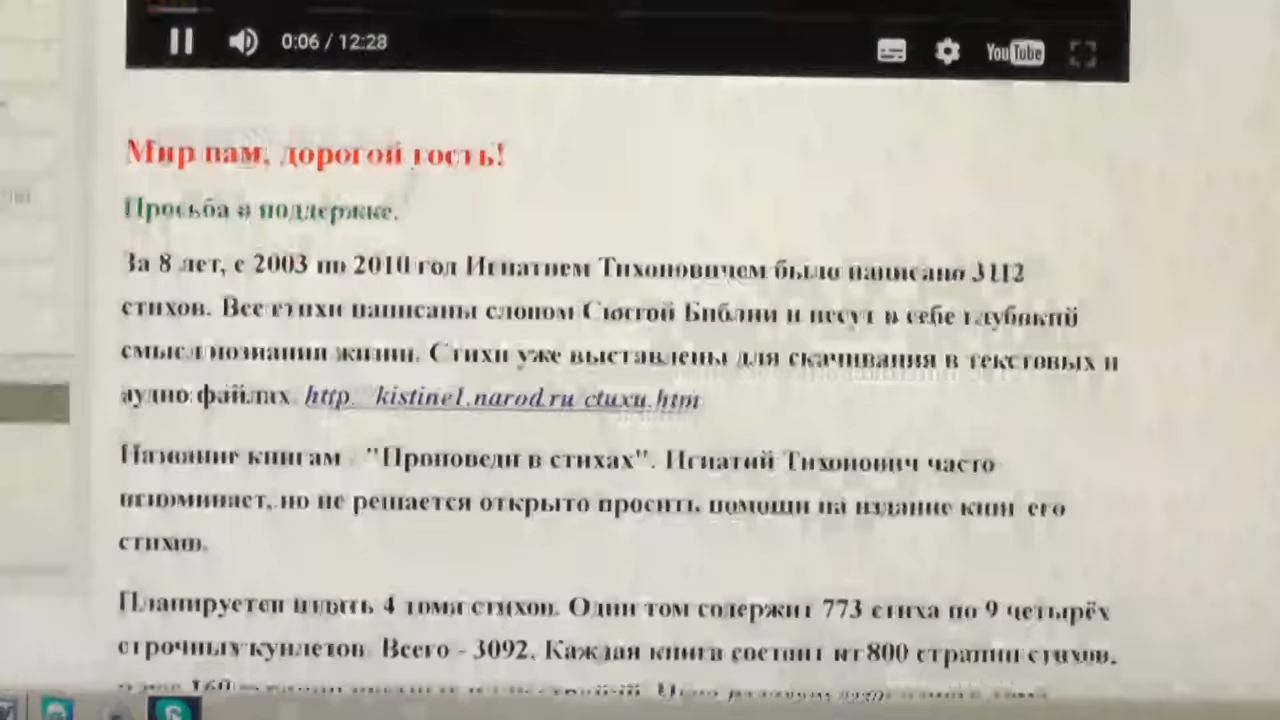 0:06 / 12:28
YouTube
Мир вам, дорогой гость!
Просьба о поддержке.
За 8 лет, с 2003 по 2010 год Игнатием Тихоновичем было написано 3112
стихов. Все стихи написаны словом Святой Библии и несут в себе глубокий
смысл познания жизни. Стихи уже выставлены для скачивания в текстовых и
аудио файлах http kistine1.narod.ru/ctuxu.htm
Название книгам - "Проповеди в стихах". Игнатий Тихонович часто
вспоминает, но не решается открыто просить помощи на издание книг его
стихов.
Планируется издать 4 тома стихов. Один том содержит 773 стиха по 9 четырёх
строчных куплетов. Всего - 3092. Каждая книга состоит из 800 страниц стихов,
160